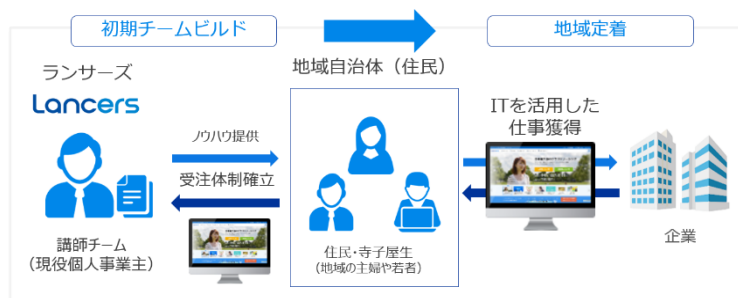 初期チームビルド
地域定着
ランサーズ
Lancers
地域自治体（住民）
ノウハウ提供
受注体制確立
ITを活用した
仕事獲得
講師チーム
（現役個人事業主）
住民・寺子屋生
（地域の主婦や若者）
企業